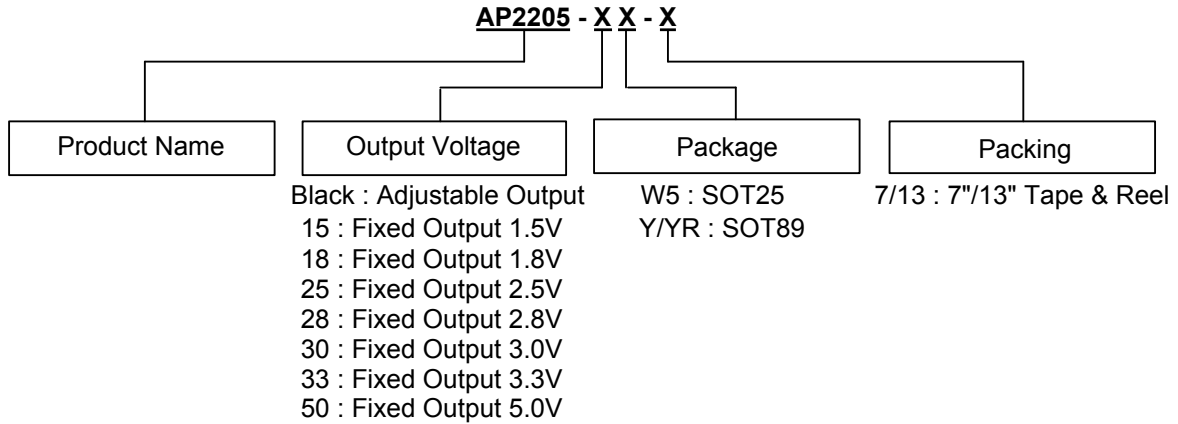 AP2205 - X X - X
Product Name
Output Voltage
Package
Packing
Black : Adjustable Output
15 : Fixed Output 1.5V
18 : Fixed Output 1.8V
25 : Fixed Output 2.5V
28 : Fixed Output 2.8V
30 : Fixed Output 3.0V
33 : Fixed Output 3.3V
50 : Fixed Output 5.0V
W5 : SOT25
Y/YR : SOT89
7/13 : 7"/13" Tape & Reel